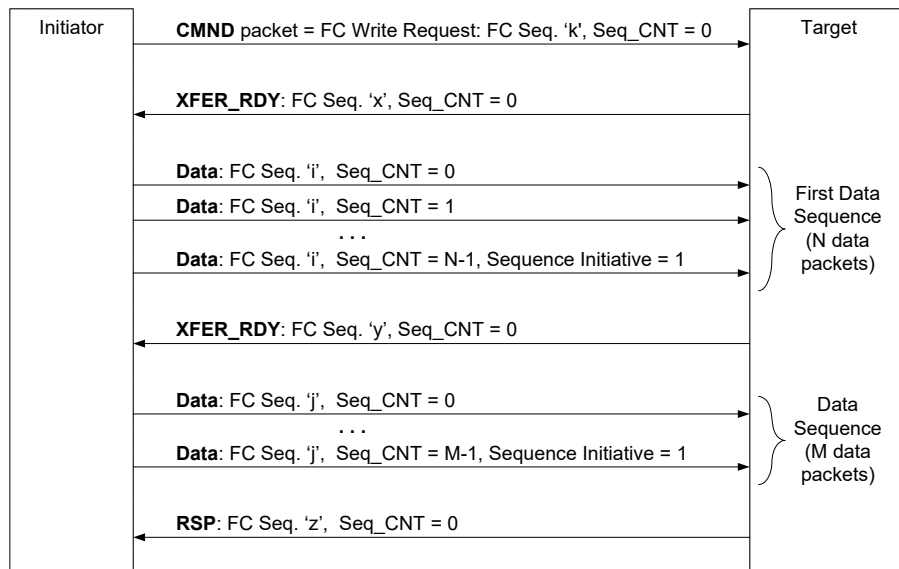 Initiator
Target
CMND packet = FC Write Request: FC Seq. ‘k’, Seq_CNT = 0
XFER_RDY: FC Seq. ‘x’, Seq_CNT = 0
Data: FC Seq. ‘i’,  Seq_CNT = 0
Data: FC Seq. ‘i’,  Seq_CNT = 1
. . .
Data: FC Seq. ‘i’,  Seq_CNT = N-1, Sequence Initiative = 1
First Data
Sequence
(N data
packets)
XFER_RDY: FC Seq. ‘y’, Seq_CNT = 0
Data: FC Seq. ‘j’,  Seq_CNT = 0
. . .
Data: FC Seq. ‘j’,  Seq_CNT = M-1, Sequence Initiative = 1
Data
Sequence
(M data
packets)
RSP: FC Seq. ‘z’,  Seq_CNT = 0